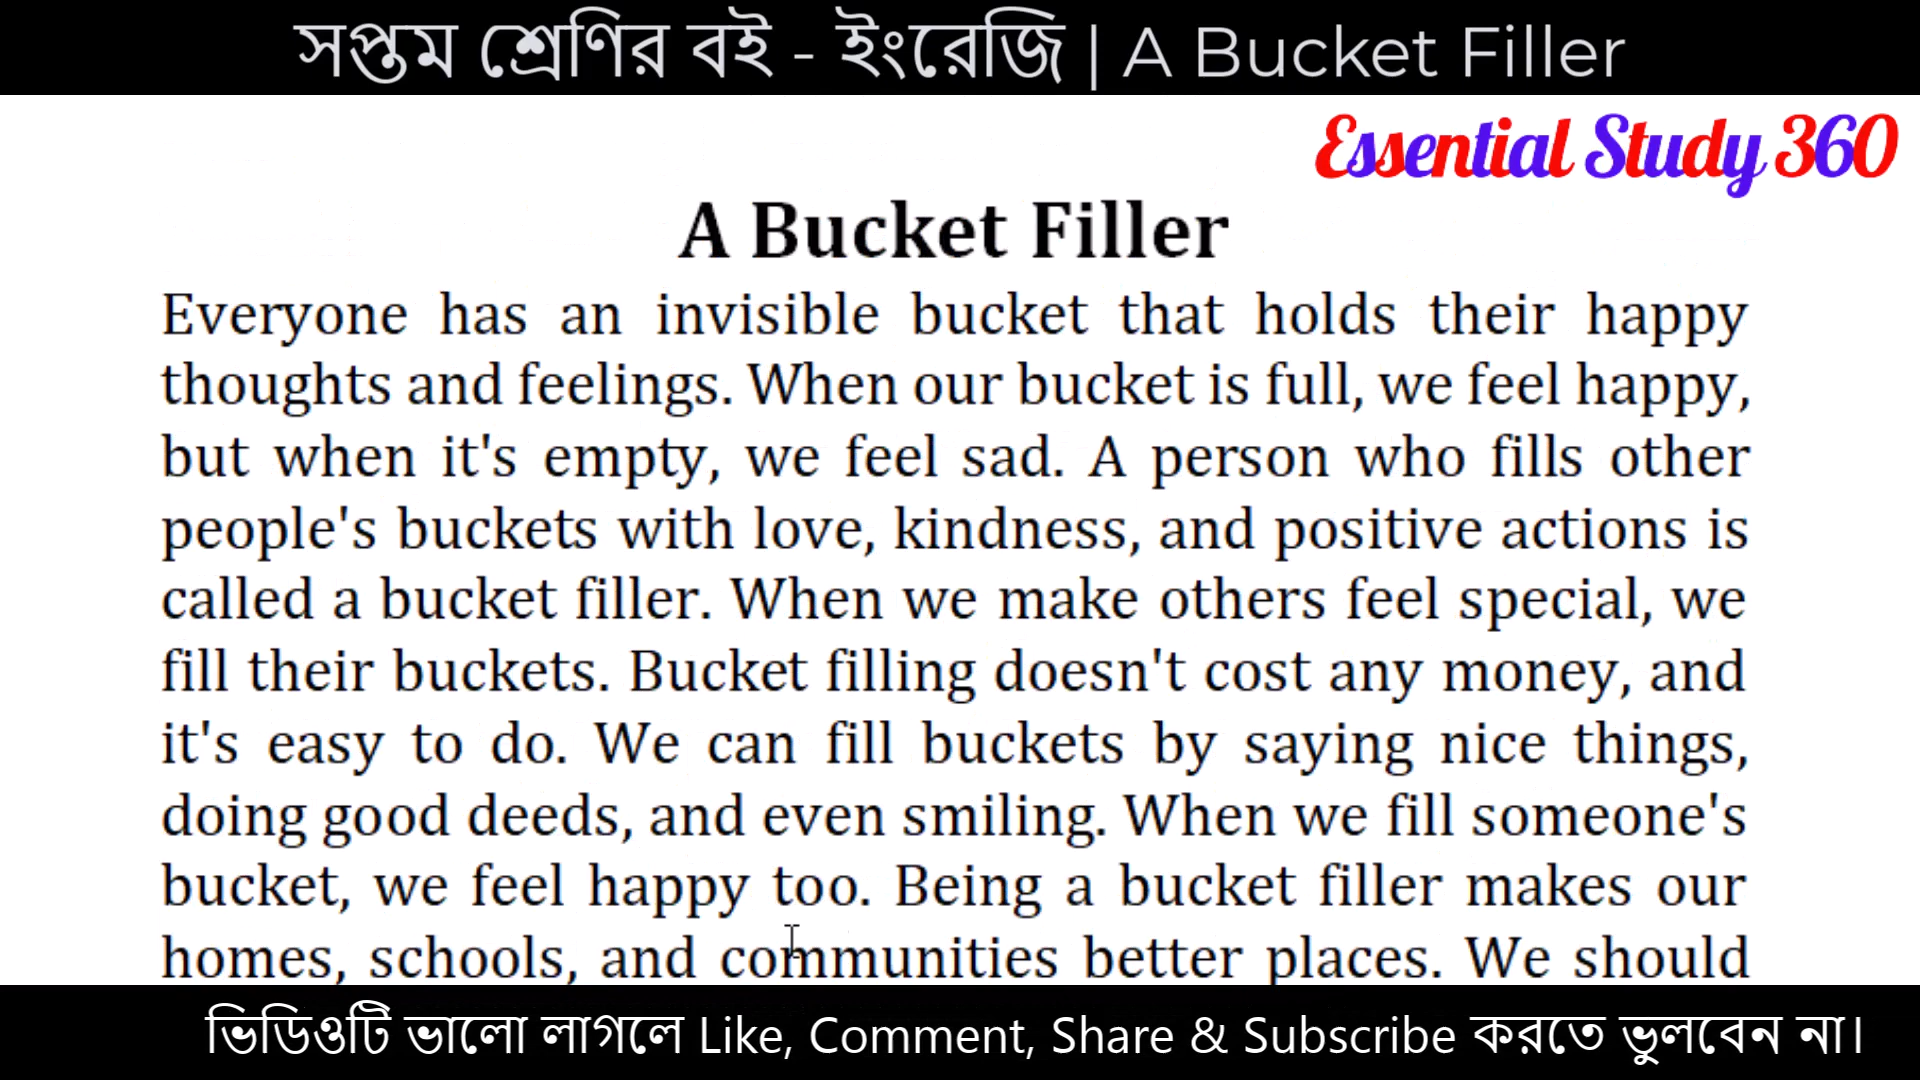 সপ্তম শ্রেণির বই - ইংরেজি | A Bucket Filler
Essential Study 360
A Bucket Filler
Everyone has an invisible bucket that holds their happy
thoughts and feelings. When our bucket is full, we feel happy,
but when it's empty, we feel sad. A person who fills other
people's buckets with love, kindness, and positive actions is
called a bucket filler. When we make others feel special, we
fill their buckets. Bucket filling doesn't cost any money, and
it's easy to do. We can fill buckets by saying nice things,
doing good deeds, and even smiling. When we fill someone's
bucket, we feel happy too. Being a bucket filler makes our
homes, schools, and communities better places. We should
ভিডিওটি ভালো লাগলে Like, Comment, Share & Subscribe করতে ভুলবেন না।